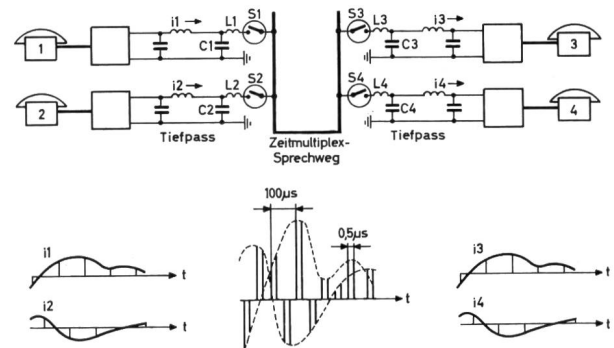 i1 L1 S1 S3 L3 i3
1 C1 C3 3
i2 L2 S2 S4 L4 i4
2 C2 C4 4
Tiefpass Zeitmultiplex- Tiefpass
Sprechweg
100µs
0,5µs
i1 t
i2 t
t
i3 t
i4 t